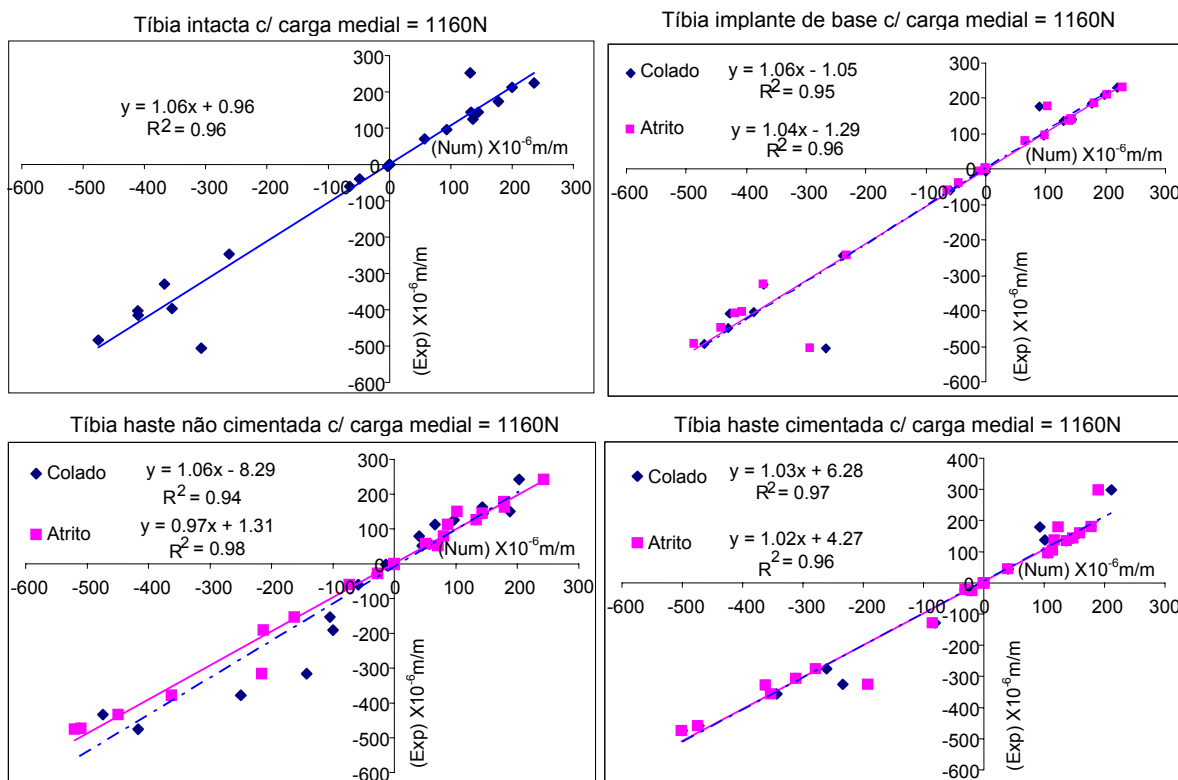 Tíbia intacta c/ carga medial = 1160N
300
200
100
0
-100
-200
-300
-400
-500
-600
y = 1.06x + 0.96
R² = 0.96
(Num) X10⁻⁶m/m
-600 -500 -400 -300 -200 -100 0 100 200 300
(Exp) X10⁻⁶m/m
Tíbia implante de base c/ carga medial = 1160N
300
200
100
0
-100
-200
-300
-400
-500
-600
Colado y = 1.06x - 1.05
R² = 0.95
Atrito y = 1.04x - 1.29
R² = 0.96
(Num) X10⁻⁶m/m
-600 -500 -400 -300 -200 -100 0 100 200 300
(Exp) X10⁻⁶m/m
Tíbia haste não cimentada c/ carga medial = 1160N
300
200
100
0
-100
-200
-300
-400
-500
-600
Colado y = 1.06x - 8.29
R² = 0.94
Atrito y = 0.97x + 1.31
R² = 0.98
(Num) X10⁻⁶m/m
-600 -500 -400 -300 -200 -100 0 100 200 300
(Exp) X10⁻⁶m/m
Tíbia haste cimentada c/ carga medial = 1160N
400
300
200
100
0
-100
-200
-300
-400
-500
-600
Colado y = 1.03x + 6.28
R² = 0.97
Atrito y = 1.02x + 4.27
R² = 0.96
(Num) X10⁻⁶m/m
-600 -500 -400 -300 -200 -100 0 100 200 300
(Exp) X10⁻⁶m/m